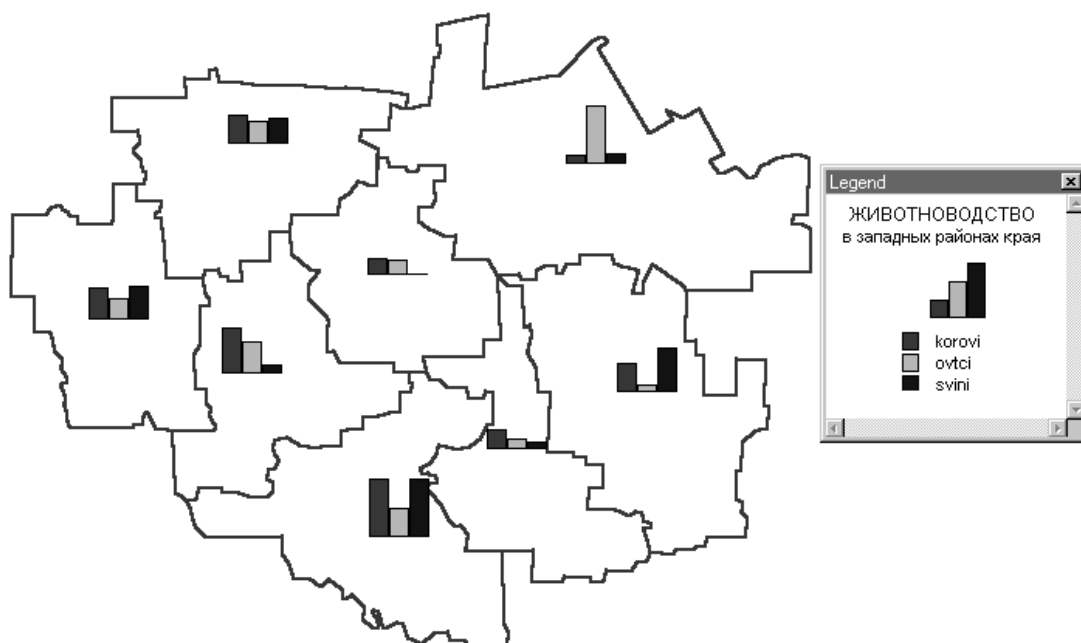 Legend
ЖИВОТНОВОДСТВО
в западных районах края
korovi
ovtci
svini